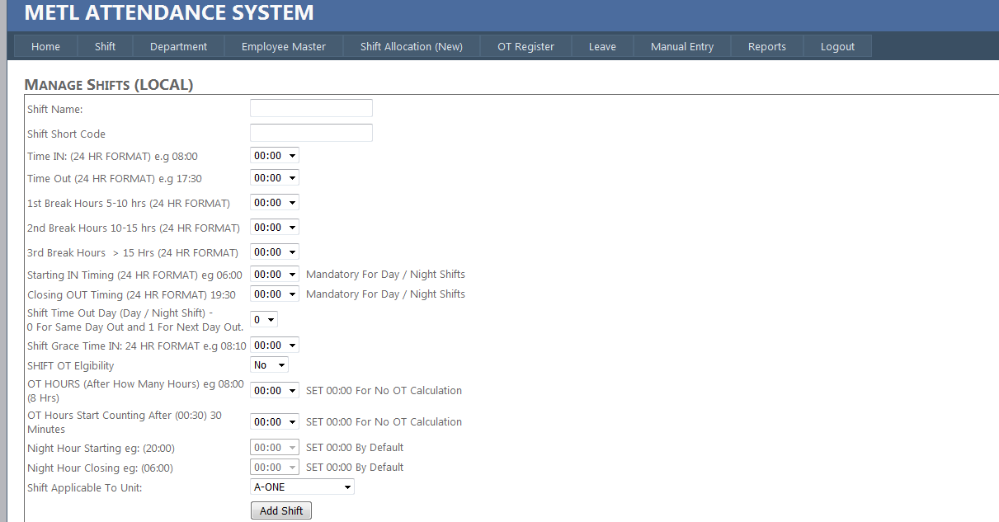 METL ATTENDANCE SYSTEM
Home Shift Department Employee Master Shift Allocation (New) OT Register Leave Manual Entry Reports Logout
MANAGE SHIFTS (LOCAL)
Shift Name:
Shift Short Code
Time IN: (24 HR FORMAT) e.g 08:00 00:00
Time Out (24 HR FORMAT) e.g 17:30 00:00
1st Break Hours 5-10 hrs (24 HR FORMAT) 00:00
2nd Break Hours 10-15 hrs (24 HR FORMAT) 00:00
3rd Break Hours > 15 Hrs (24 HR FORMAT) 00:00
Starting IN Timing (24 HR FORMAT) eg 06:00 00:00 Mandatory For Day / Night Shifts
Closing OUT Timing (24 HR FORMAT) 19:30 00:00 Mandatory For Day / Night Shifts
Shift Time Out Day (Day / Night Shift) -
0 For Same Day Out and 1 For Next Day Out. 0
Shift Grace Time IN: 24 HR FORMAT e.g 08:10 00:00
SHIFT OT Elgibility No
OT HOURS (After How Many Hours) eg 08:00
(8 Hrs) 00:00 SET 00:00 For No OT Calculation
OT Hours Start Counting After (00:30) 30
Minutes 00:00 SET 00:00 For No OT Calculation
Night Hour Starting eg: (20:00) 00:00 SET 00:00 By Default
Night Hour Closing eg: (06:00) 00:00 SET 00:00 By Default
Shift Applicable To Unit: A-ONE
Add Shift